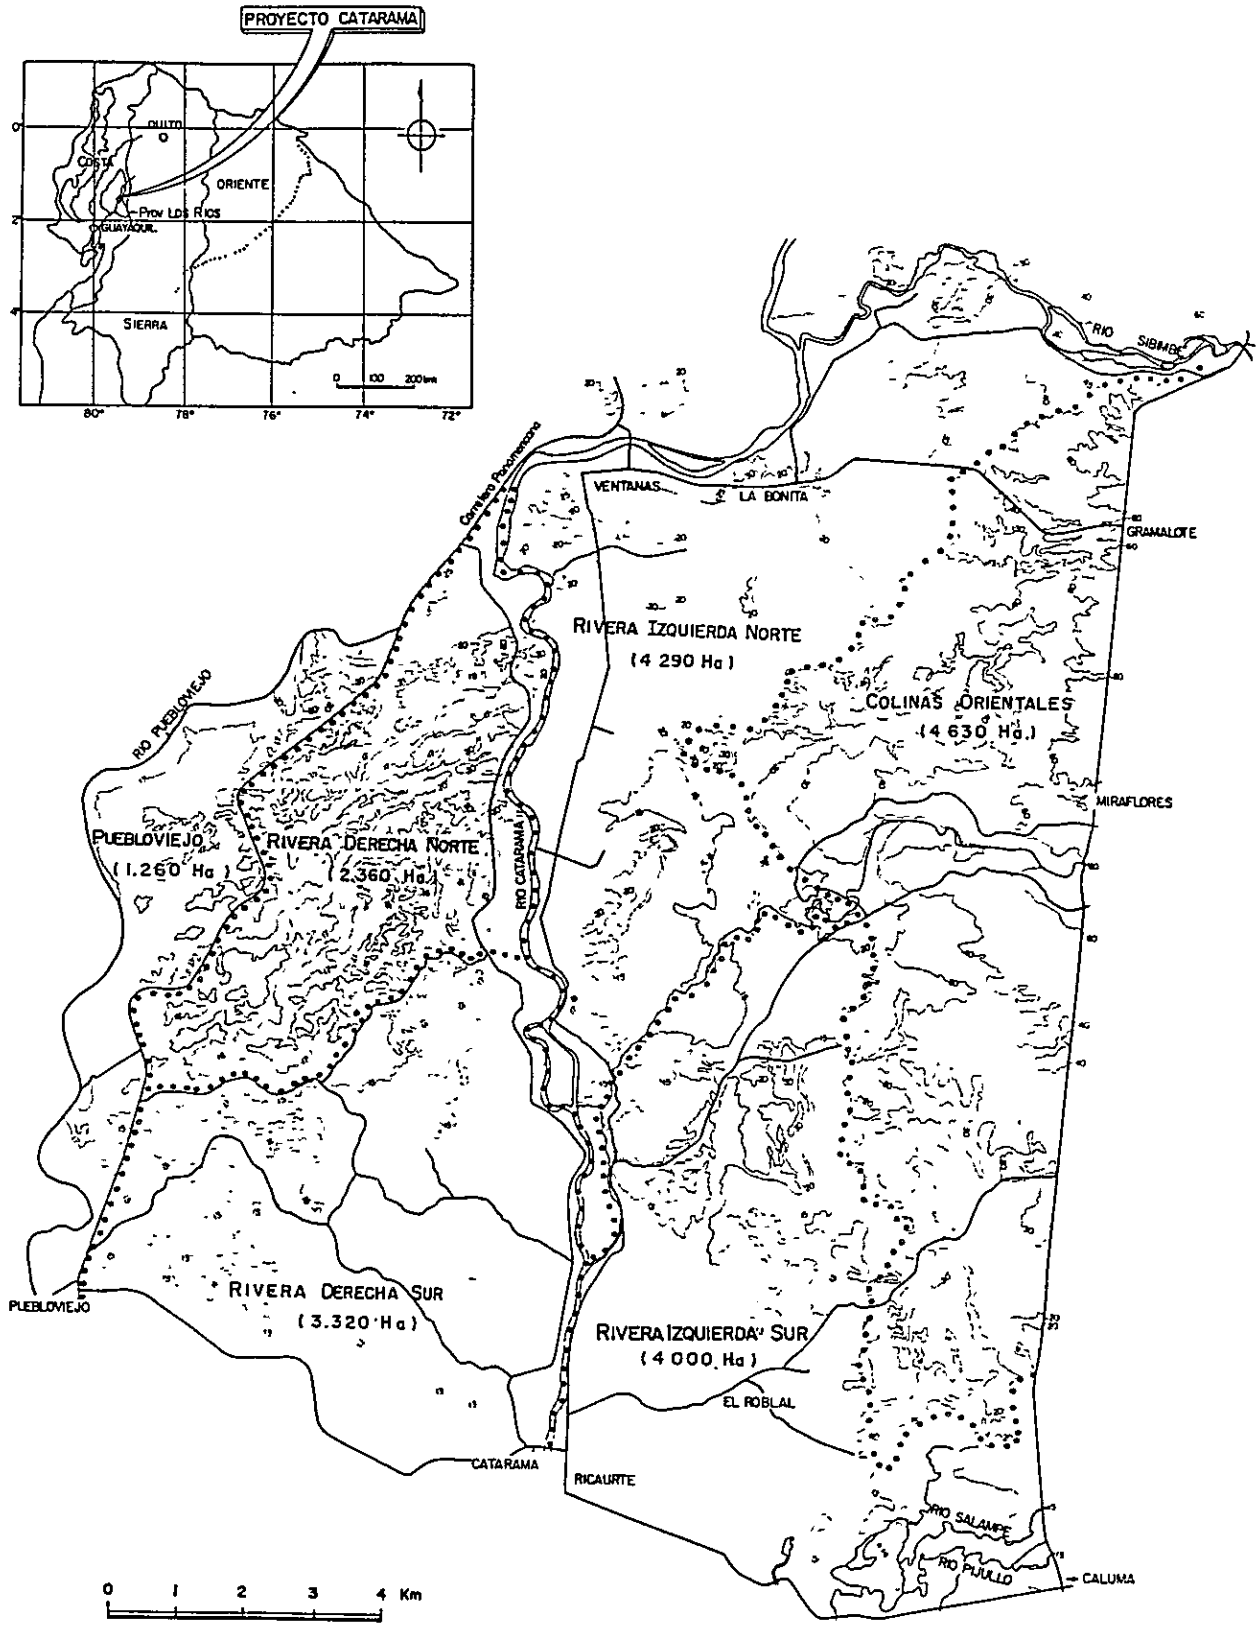 PROYECTO CATARAMA
QUITO
COSTA
ORIENTE
PROV LOS RIOS
GUAYAQUIL
SIERRA
0 100 200km
0°
2°
4°
80° 78° 76° 74° 72°
RIO SIBIMBE
Carretera Panamericana
VENTANAS
LA BONITA
GRAMALOTE
RIVERA IZQUIERDA NORTE
(4 290 Ha)
RIO PUEBLOVIEJO
COLINAS ORIENTALES
(4 630 Ha.)
MIRAFLORES
PUEBLOVIEJO
(1.260 Ha)
RIVERA DERECHA NORTE
(2.360 Ha.)
RIO CATARAMA
RIVERA DERECHA SUR
(3.320 Ha)
PUEBLOVIEJO
RIVERA IZQUIERDA SUR
(4 000 Ha)
EL ROBLAL
CATARAMA
RICAURTE
RIO SALAMPE
RIO PIJULLO
→ CALUMA
0 1 2 3 4 Km